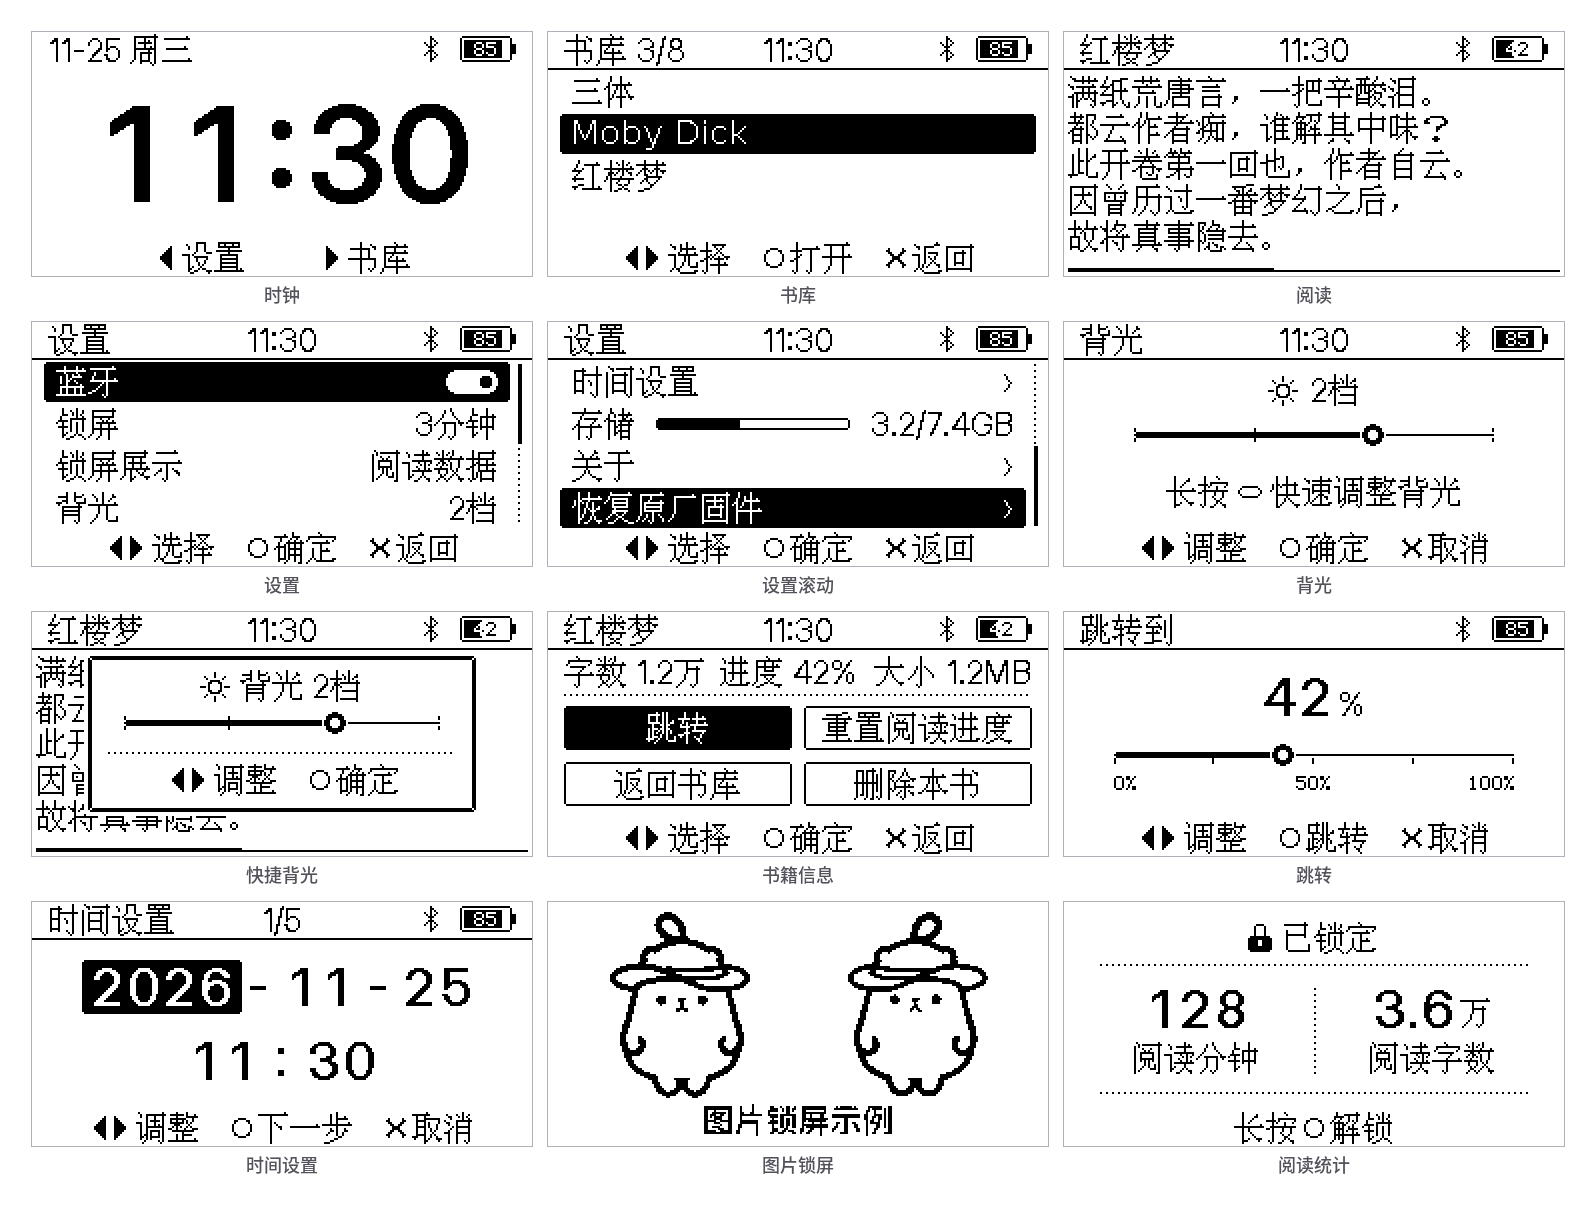 11-25 周三 85
11:30
设置 书库
时钟
书库 3/8 11:30 85
三体
Moby Dick
红楼梦
选择 打开 ×返回
书库
红楼梦 11:30 42
满纸荒唐言，一把辛酸泪。
都云作者痴，谁解其中味？
此开卷第一回也，作者自云。
因曾历过一番梦幻之后，
故将真事隐去。
阅读
设置 11:30 85
蓝牙
锁屏 3分钟
锁屏展示 阅读数据
背光 2档
选择 确定 ×返回
设置
设置 11:30 85
时间设置 〉
存储 3.2/7.4GB
关于 〉
恢复原厂固件 〉
选择 确定 ×返回
设置滚动
背光 11:30 85
2档
长按 快速调整背光
调整 确定 ×取消
背光
红楼梦 11:30 42
满纸
都云
此开
因曾
背光 2档
调整 确定
故将真事隐去。
快捷背光
红楼梦 11:30 42
字数 1.2万 进度 42% 大小 1.2MB
跳转 重置阅读进度
返回书库 删除本书
选择 确定 ×返回
书籍信息
跳转到 85
42%
0% 50% 100%
调整 跳转 ×取消
跳转
时间设置 1/5 85
2026 - 11 - 25
11 : 30
调整 下一步 ×取消
时间设置
图片锁屏示例
图片锁屏
已锁定
128 3.6万
阅读分钟 阅读字数
长按 解锁
阅读统计